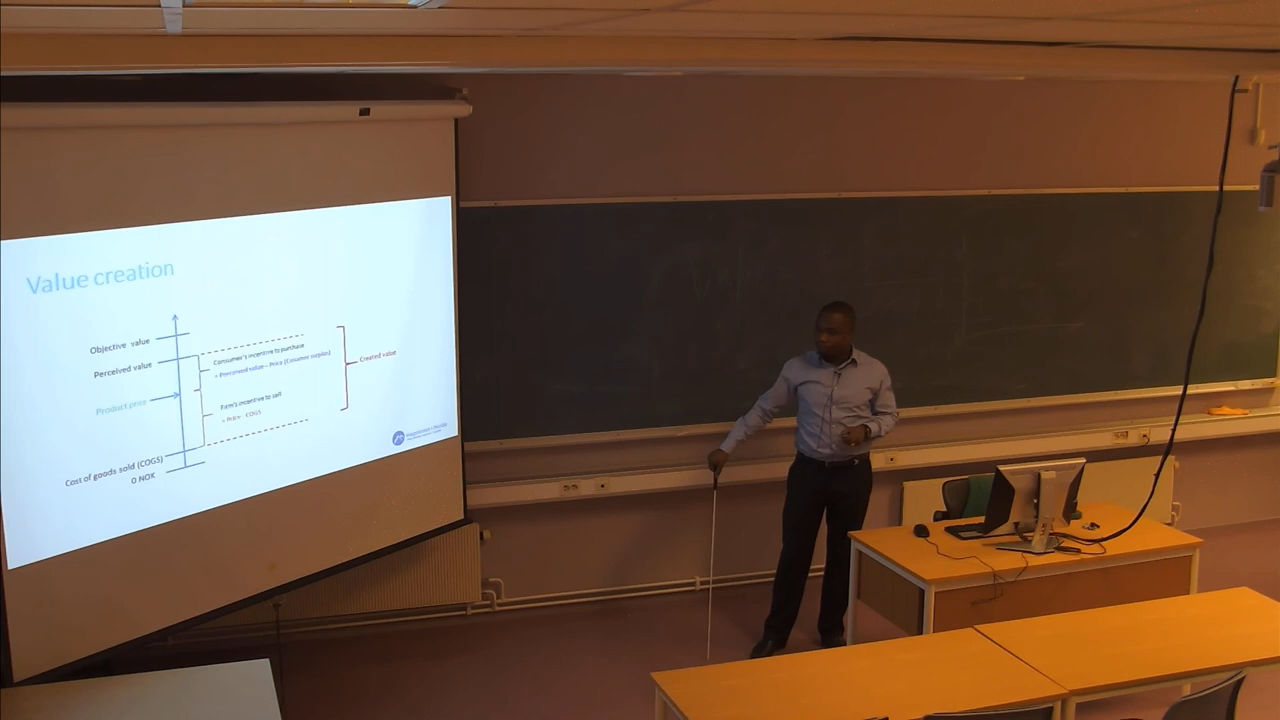 Value creation
Objective value
Perceived value
Product price
Cost of goods sold (COGS)
0 NOK
Consumer's incentive to purchase
= Perceived value – Price (Cosumer surplus)
Firm's incentive to sell
= Price - COGS
Created value